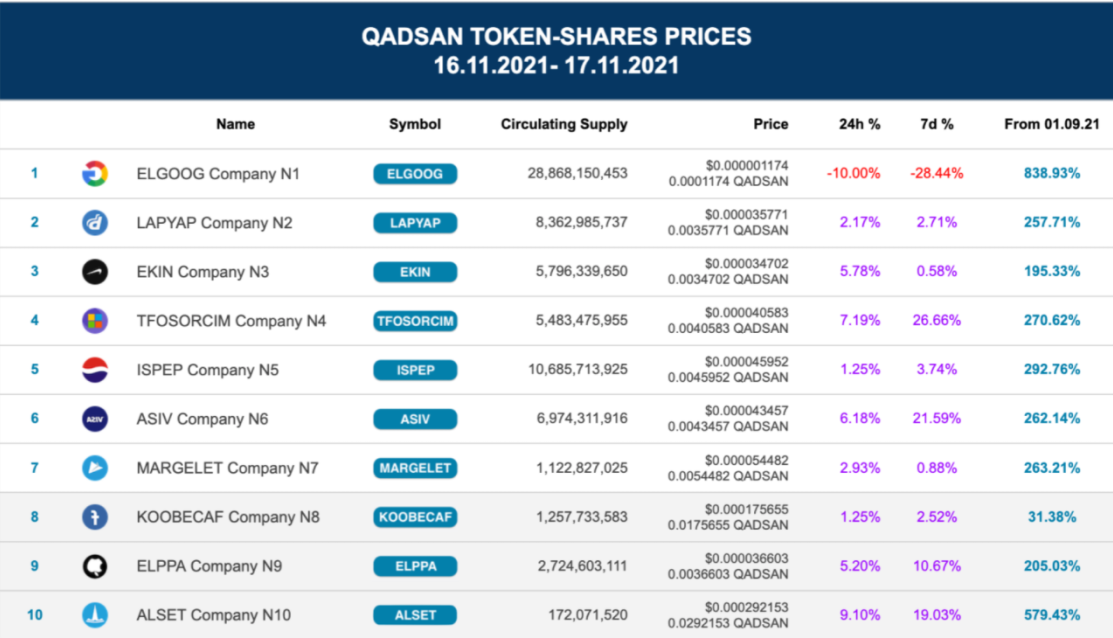 QADSAN TOKEN-SHARES PRICES
16.11.2021- 17.11.2021
Name Symbol Circulating Supply Price 24h % 7d % From 01.09.21
1 ELGOOG Company N1 ELGOOG 28,868,150,453 $0.000001174 -10.00% -28.44% 838.93%
0.0001174 QADSAN
2 LAPYAP Company N2 LAPYAP 8,362,985,737 $0.000035771 2.17% 2.71% 257.71%
0.0035771 QADSAN
3 EKIN Company N3 EKIN 5,796,339,650 $0.000034702 5.78% 0.58% 195.33%
0.0034702 QADSAN
4 TFOSORCIM Company N4 TFOSORCIM 5,483,475,955 $0.000040583 7.19% 26.66% 270.62%
0.0040583 QADSAN
5 ISPEP Company N5 ISPEP 10,685,713,925 $0.000045952 1.25% 3.74% 292.76%
0.0045952 QADSAN
6 ASIV ASIV Company N6 ASIV 6,974,311,916 $0.000043457 6.18% 21.59% 262.14%
0.0043457 QADSAN
7 MARGELET Company N7 MARGELET 1,122,827,025 $0.000054482 2.93% 0.88% 263.21%
0.0054482 QADSAN
8 KOOBECAF Company N8 KOOBECAF 1,257,733,583 $0.000175655 1.25% 2.52% 31.38%
0.0175655 QADSAN
9 ELPPA Company N9 ELPPA 2,724,603,111 $0.000036603 5.20% 10.67% 205.03%
0.0036603 QADSAN
10 ALSET Company N10 ALSET 172,071,520 $0.000292153 9.10% 19.03% 579.43%
0.0292153 QADSAN